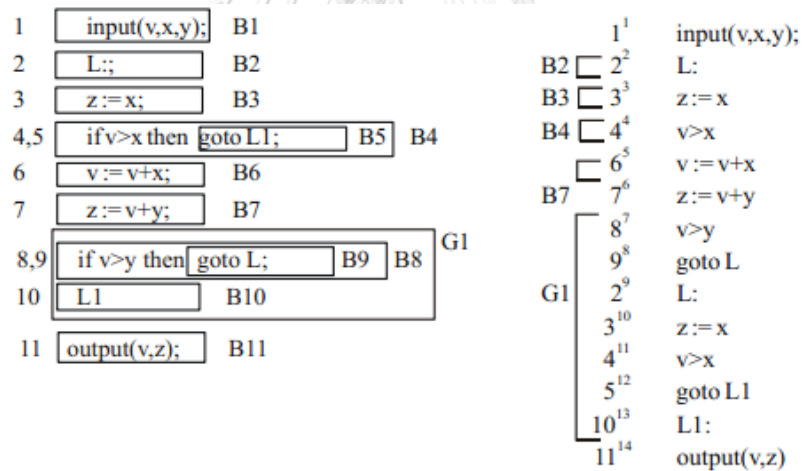 1 input(v,x,y); B1
2 L:; B2
3 z:=x; B3
4,5 if v>x then goto L1; B5 B4
6 v:=v+x; B6
7 z:=v+y; B7
G1
8,9 if v>y then goto L; B9 B8
10 L1 B10
11 output(v,z); B11
1¹ input(v,x,y);
B2 2² L:
B3 3³ z:=x
B4 4⁴ v>x
6⁵ v:=v+x
B7 7⁶ z:=v+y
8⁷ v>y
9⁸ goto L
G1 2⁹ L:
3¹⁰ z:=x
4¹¹ v>x
5¹² goto L1
10¹³ L1:
11¹⁴ output(v,z)